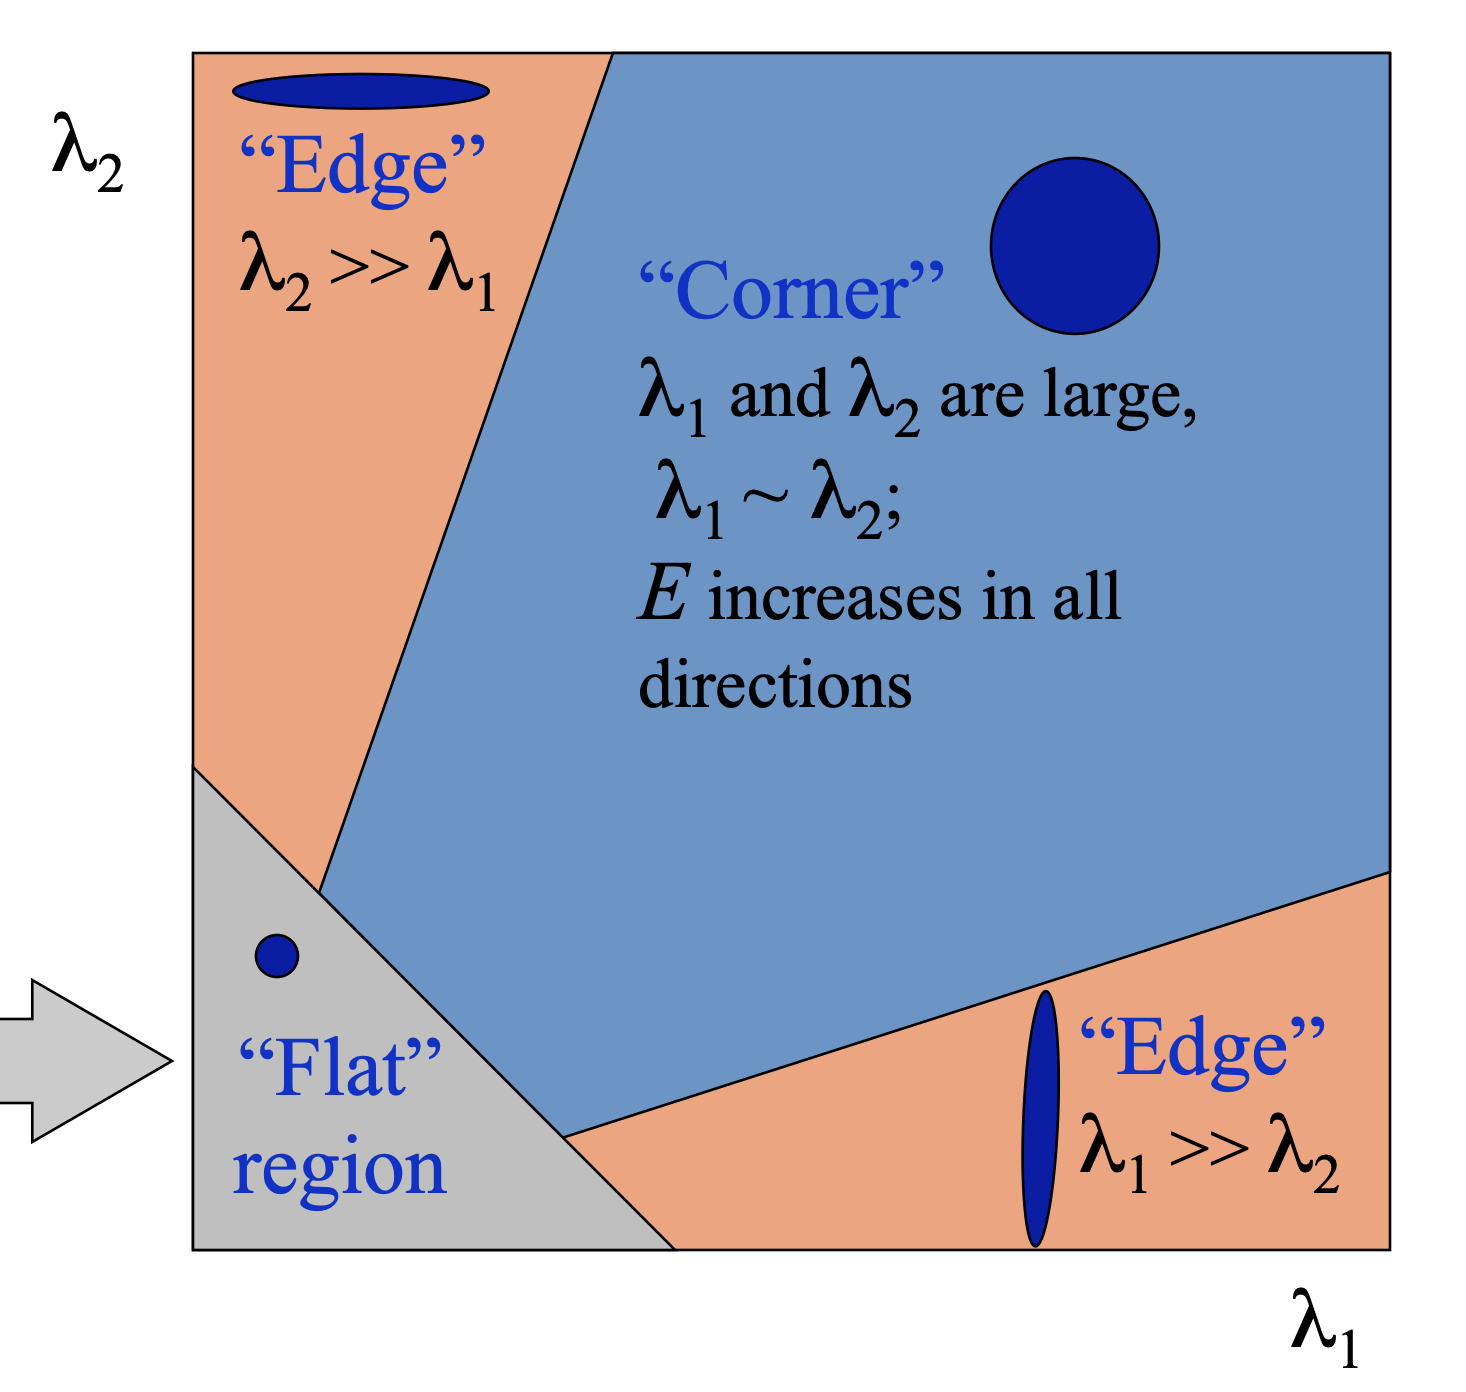 λ2
“Edge”
λ2 >> λ1
“Corner”
λ1 and λ2 are large,
λ1 ~ λ2;
E increases in all
directions
“Flat”
region
“Edge”
λ1 >> λ2
λ1